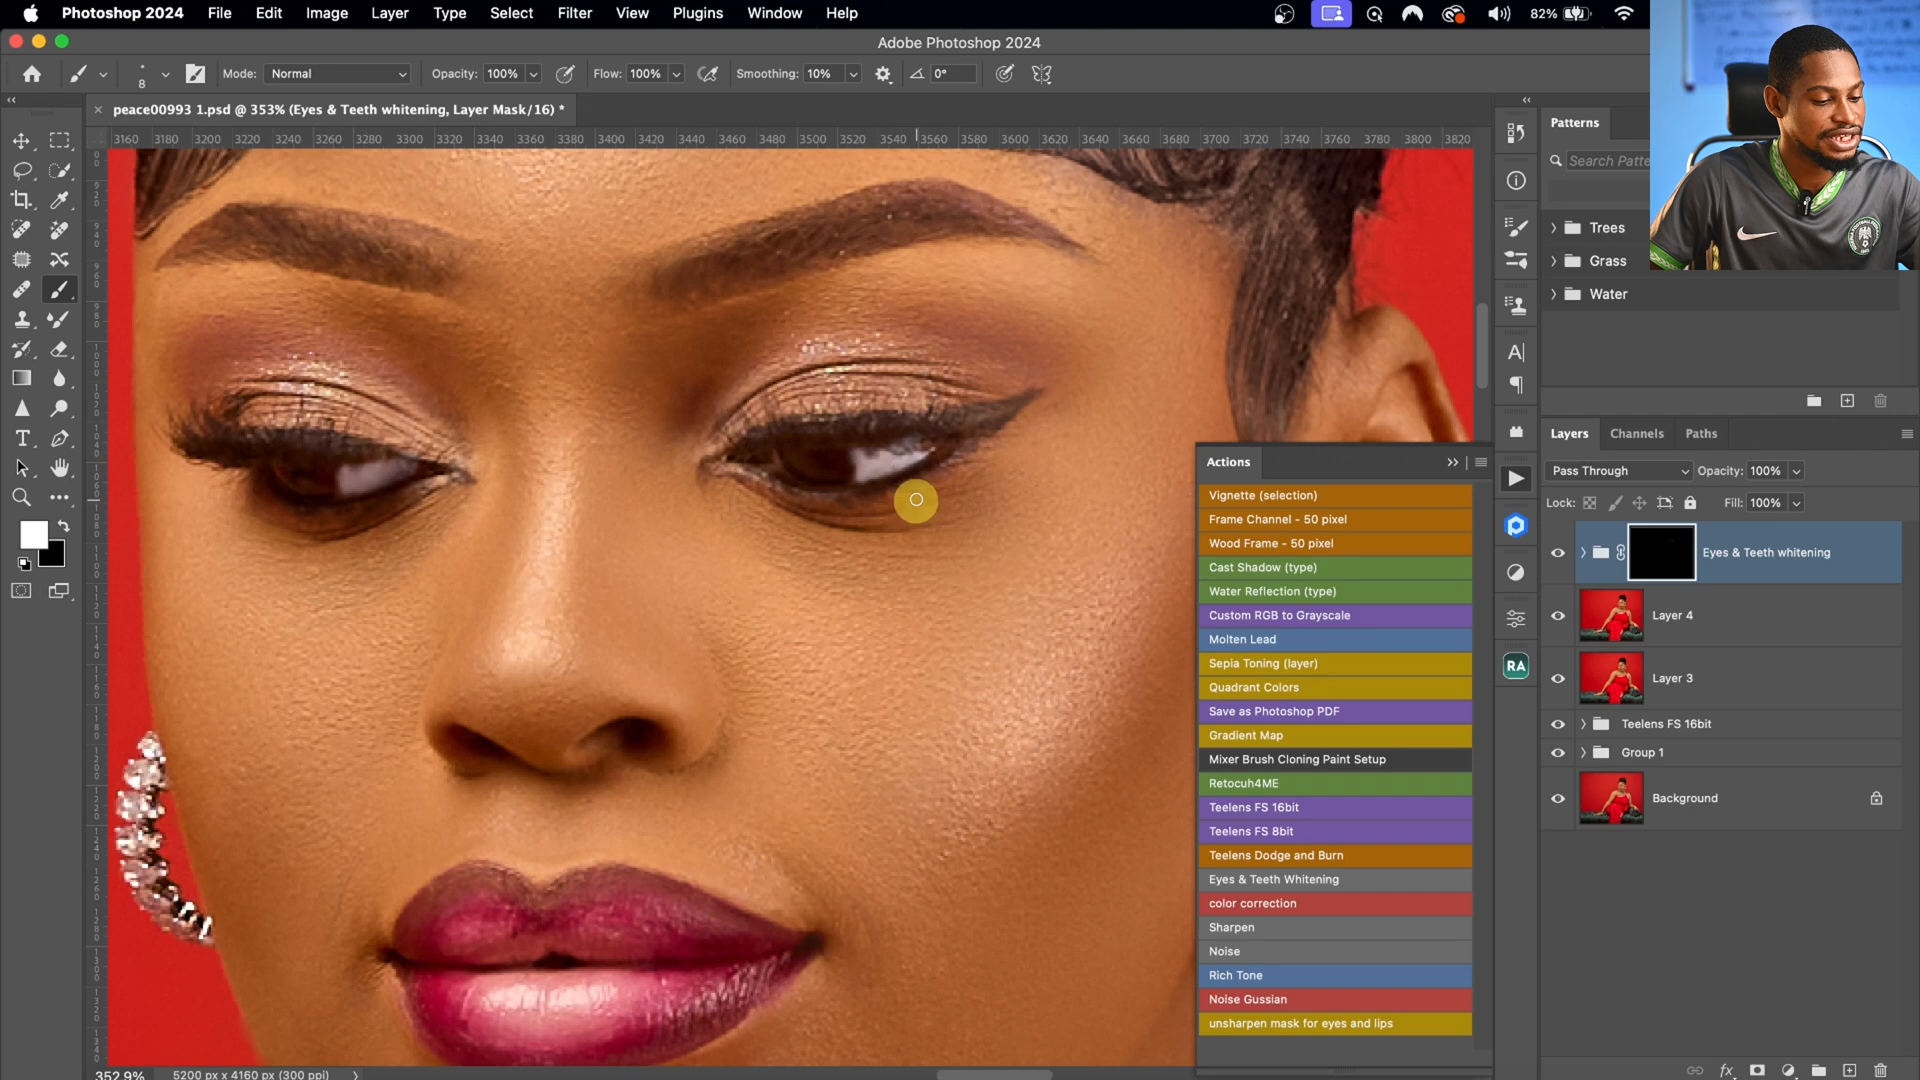 Photoshop 2024 File Edit Image Layer Type Select Filter View Plugins Window Help 82%
Adobe Photoshop 2024
8 Mode: Normal Opacity: 100% Flow: 100% Smoothing: 10% 0°
peace00993 1.psd @ 353% (Eyes & Teeth whitening, Layer Mask/16) *
3160 3180 3200 3220 3240 3260 3280 3300 3320 3340 3360 3380 3400 3420 3440 3460 3480 3500 3520 3540 3560 3580 3600 3620 3640 3660 3680 3700 3720 3740 3760 3780 3800 3820
Patterns
Search Patte
Trees
Grass
Water
Actions
Vignette (selection)
Frame Channel - 50 pixel
Wood Frame - 50 pixel
Cast Shadow (type)
Water Reflection (type)
Custom RGB to Grayscale
Molten Lead
Sepia Toning (layer)
Quadrant Colors
Save as Photoshop PDF
Gradient Map
Mixer Brush Cloning Paint Setup
Retocuh4ME
Teelens FS 16bit
Teelens FS 8bit
Teelens Dodge and Burn
Eyes & Teeth Whitening
color correction
Sharpen
Noise
Rich Tone
Noise Gussian
unsharpen mask for eyes and lips
RA
Layers Channels Paths
Pass Through Opacity: 100%
Lock: Fill: 100%
Eyes & Teeth whitening
Layer 4
Layer 3
Teelens FS 16bit
Group 1
Background
fx
352.9% 5200 px x 4160 px (300 ppi)